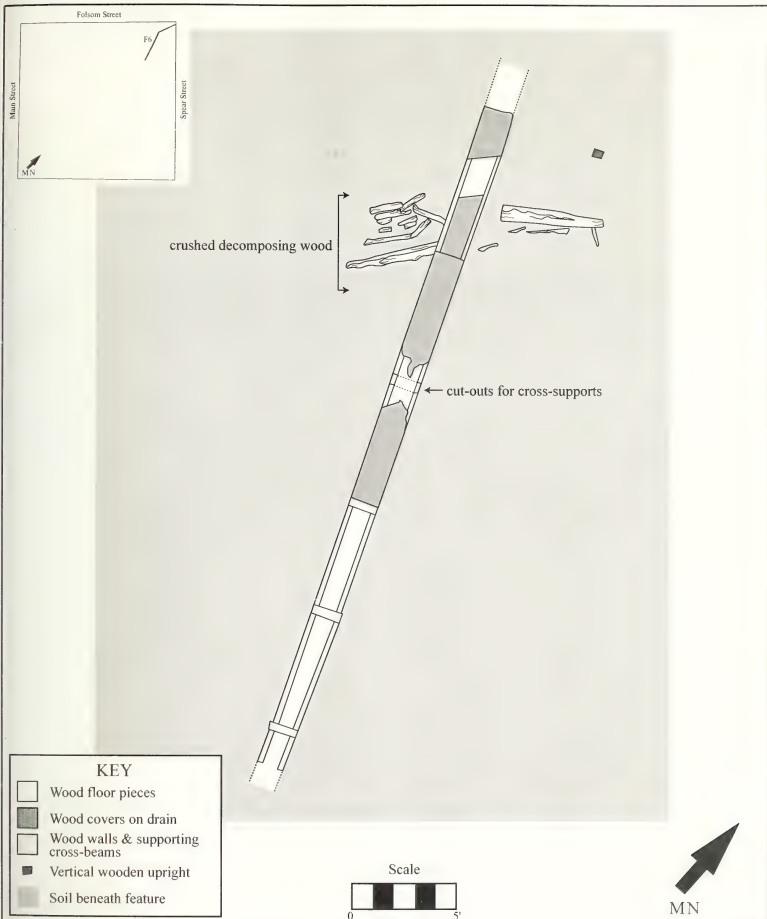 Folsom Street
F6
Main Street
Spear Street
MN
crushed decomposing wood
cut-outs for cross-supports
KEY
Wood floor pieces
Wood covers on drain
Wood walls & supporting
cross-beams
Vertical wooden upright
Soil beneath feature
Scale
0 5'
MN